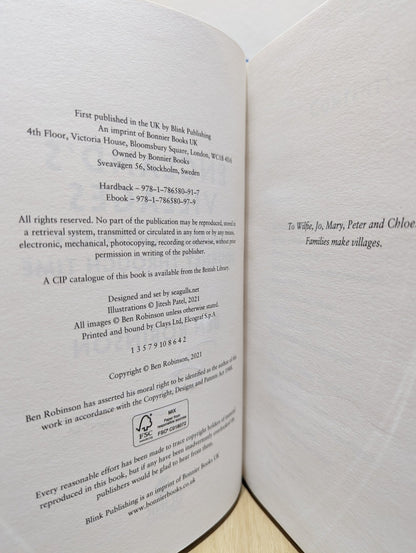 First published in the UK by Blink Publishing
An imprint of Bonnier Books UK
4th Floor, Victoria House, Bloomsbury Square, London, WC1B 4DA
Owned by Bonnier Books
Sveavägen 56, Stockholm, Sweden
Hardback – 978-1-786580-91-7
Ebook – 978-1-786580-97-9
All rights reserved. No part of the publication may be reproduced, stored in
a retrieval system, transmitted or circulated in any form or by any means,
electronic, mechanical, photocopying, recording or otherwise, without prior
permission in writing of the publisher.
A CIP catalogue of this book is available from the British Library.
Designed and set by seagulls.net
Illustrations © Jitesh Patel, 2021
All images © Ben Robinson unless otherwise stated.
Printed and bound by Clays Ltd, Elcograf S.p.A.
1 3 5 7 9 10 8 6 4 2
Copyright © Ben Robinson, 2021
Ben Robinson has asserted his moral right to be identified as the author of this
work in accordance with the Copyright, Designs and Patents Act 1988.
FSC
MIX
Paper from
responsible sources
FSC® C018072
Every reasonable effort has been made to trace copyright holders of material
reproduced in this book, but if any have been inadvertently overlooked the
publishers would be glad to hear from them.
Blink Publishing is an imprint of Bonnier Books UK
www.bonnierbooks.co.uk
To Wilfie, Jo, Mary, Peter and Chloe.
Families make villages.